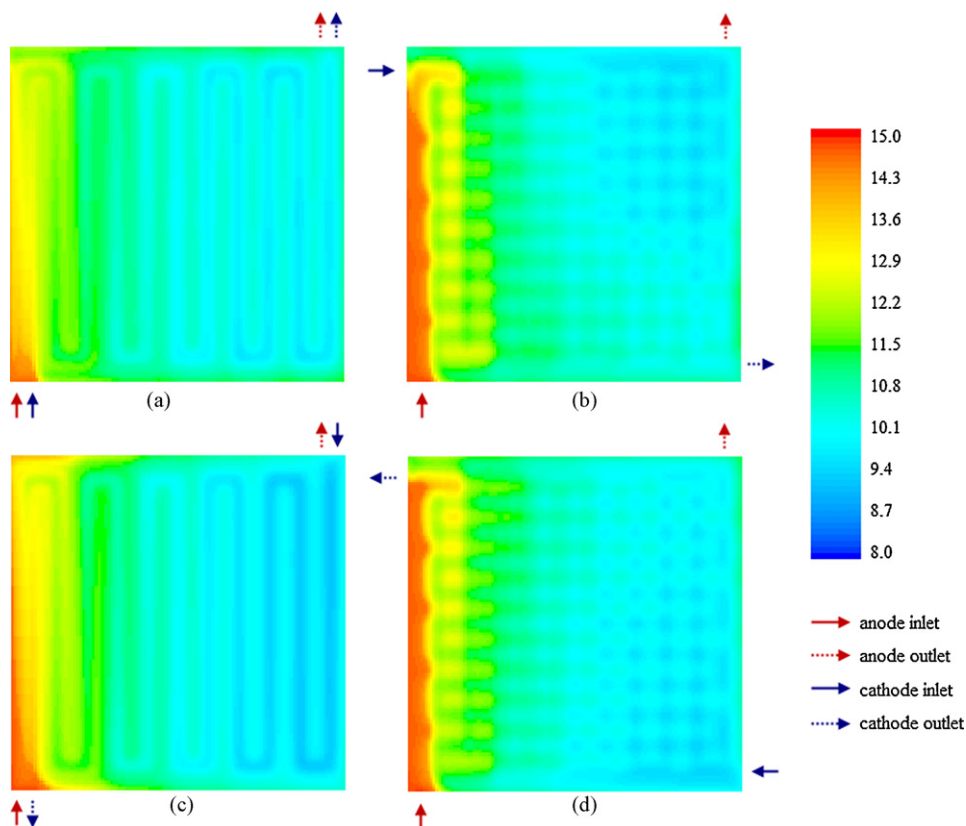 (a)
(b)
15.0
14.3
13.6
12.9
12.2
11.5
10.8
10.1
9.4
8.7
8.0
anode inlet
anode outlet
cathode inlet
cathode outlet
(c)
(d)